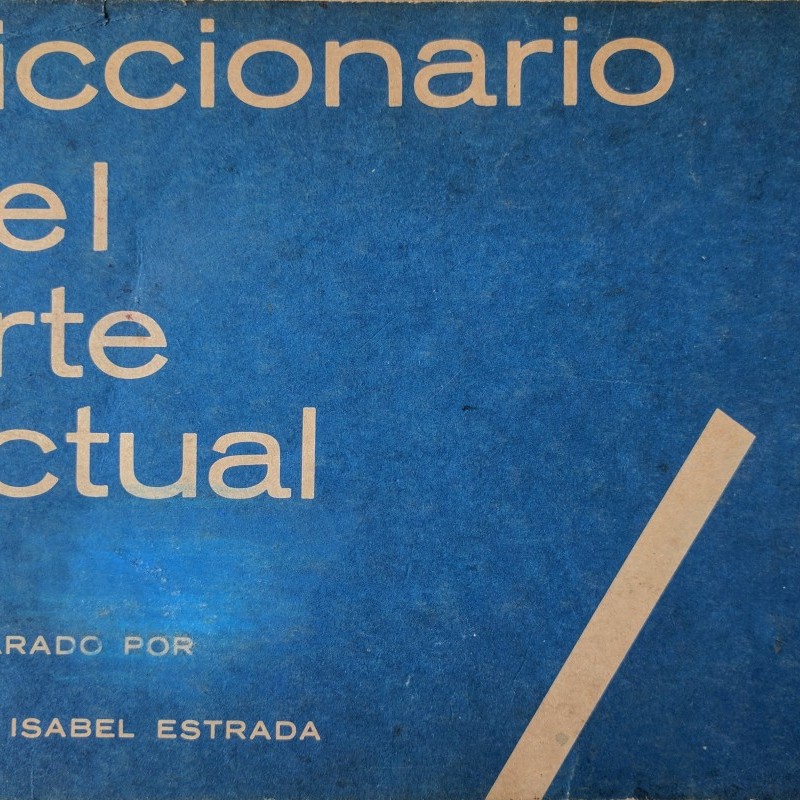 iccionario
el
rte
ctual
ARADO POR
ISABEL ESTRADA